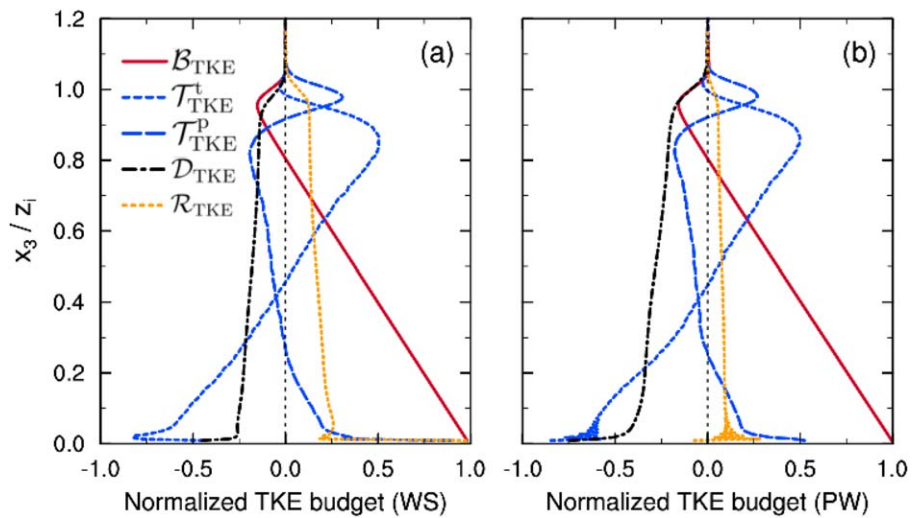 1.2
1.0
0.8
0.6
0.4
0.2
0.0
x₃ / zᵢ
(a)
𝓑_TKE
𝓣^t_TKE
𝓣^p_TKE
𝓓_TKE
𝓡_TKE
-1.0 -0.5 0.0 0.5 1.0
Normalized TKE budget (WS)
(b)
-1.0 -0.5 0.0 0.5 1.0
Normalized TKE budget (PW)